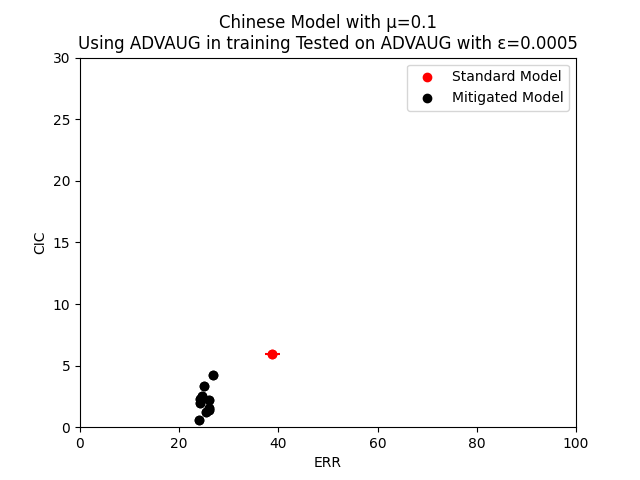 Chinese Model with μ=0.1
Using ADVAUG in training Tested on ADVAUG with ε=0.0005
Standard Model
Mitigated Model
30
25
20
15
10
5
0
CIC
0 20 40 60 80 100
ERR